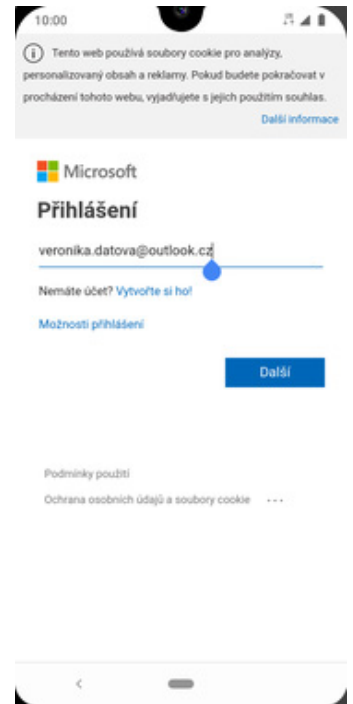 10:00
Tento web používá soubory cookie pro analýzy,
personalizovaný obsah a reklamy. Pokud budete pokračovat v
procházení tohoto webu, vyjadřujete s jejich použitím souhlas.
Další informace
Microsoft
Přihlášení
veronika.datova@outlook.cz
Nemáte účet? Vytvořte si ho!
Možnosti přihlášení
Další
Podmínky použití
Ochrana osobních údajů a soubory cookie ...